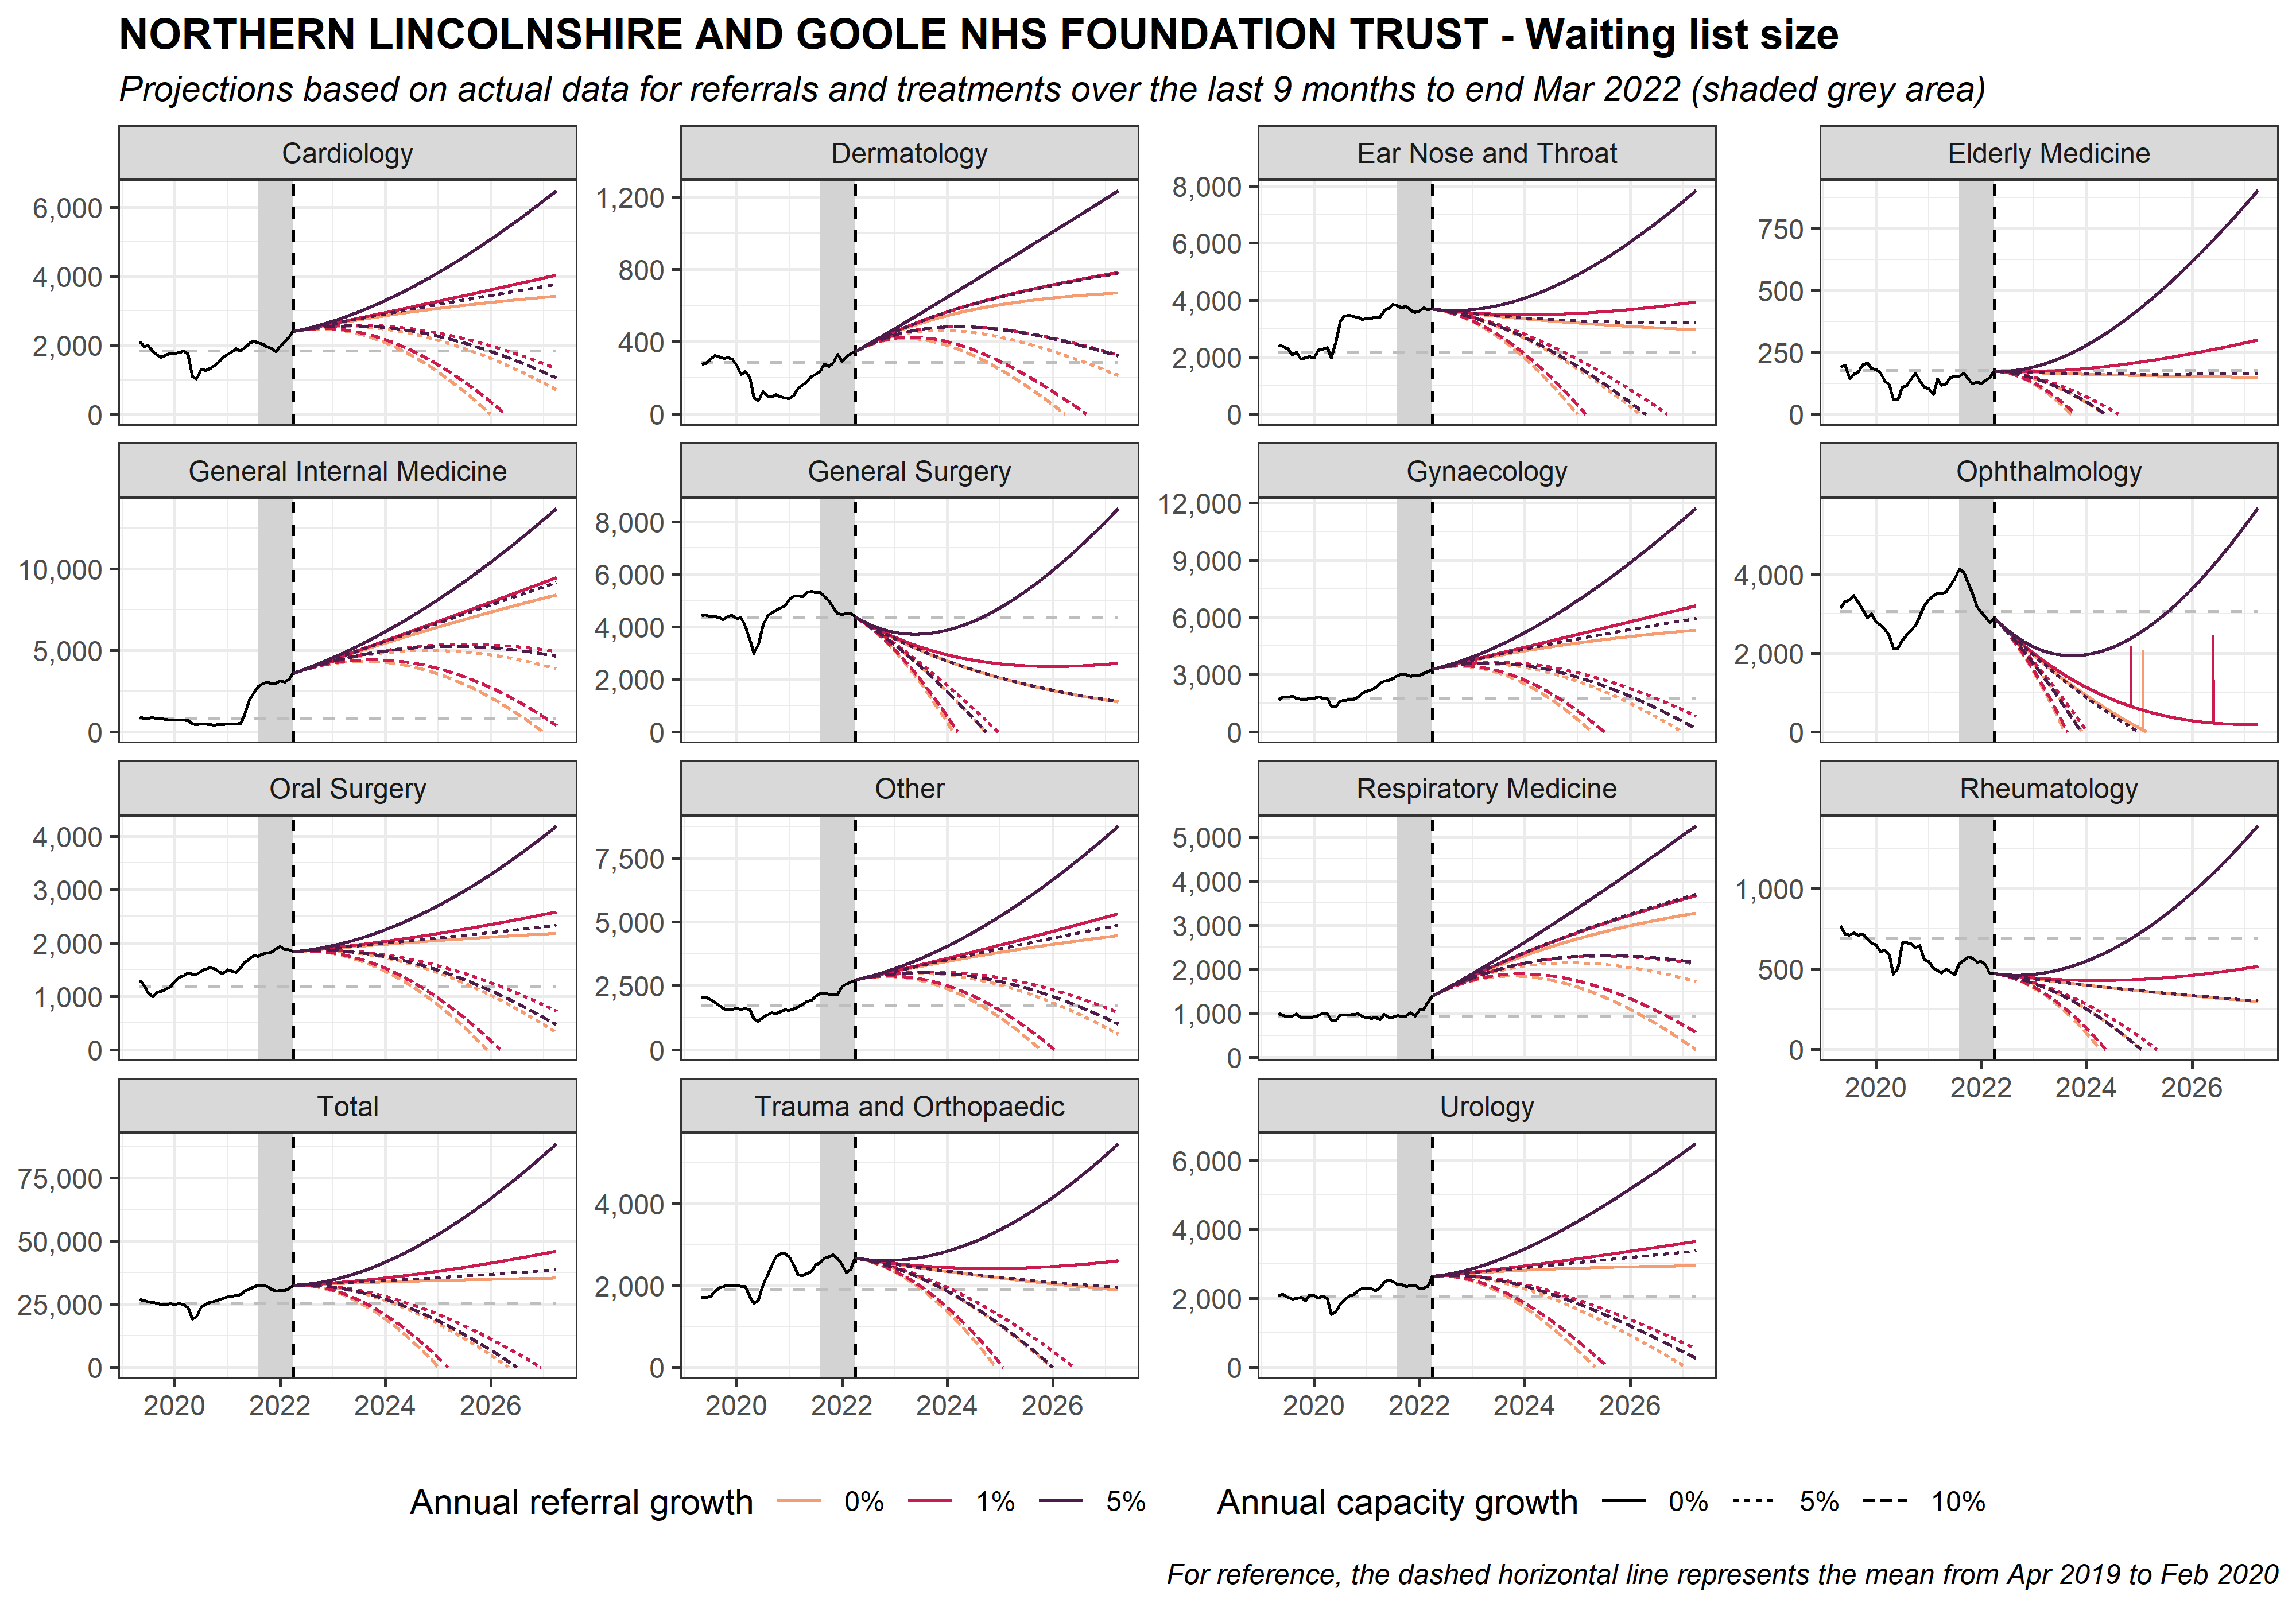 NORTHERN LINCOLNSHIRE AND GOOLE NHS FOUNDATION TRUST - Waiting list size
Projections based on actual data for referrals and treatments over the last 9 months to end Mar 2022 (shaded grey area)
Cardiology
6,000
4,000
2,000
0
Dermatology
1,200
800
400
0
Ear Nose and Throat
8,000
6,000
4,000
2,000
0
Elderly Medicine
750
500
250
0
General Internal Medicine
10,000
5,000
0
General Surgery
8,000
6,000
4,000
2,000
0
Gynaecology
12,000
9,000
6,000
3,000
0
Ophthalmology
4,000
2,000
0
Oral Surgery
4,000
3,000
2,000
1,000
0
Other
7,500
5,000
2,500
0
Respiratory Medicine
5,000
4,000
3,000
2,000
1,000
0
Rheumatology
1,000
500
0
2020 2022 2024 2026
Total
75,000
50,000
25,000
0
2020 2022 2024 2026
Trauma and Orthopaedic
4,000
2,000
0
2020 2022 2024 2026
Urology
6,000
4,000
2,000
0
2020 2022 2024 2026
Annual referral growth 0% 1% 5% Annual capacity growth 0% 5% 10%
For reference, the dashed horizontal line represents the mean from Apr 2019 to Feb 2020